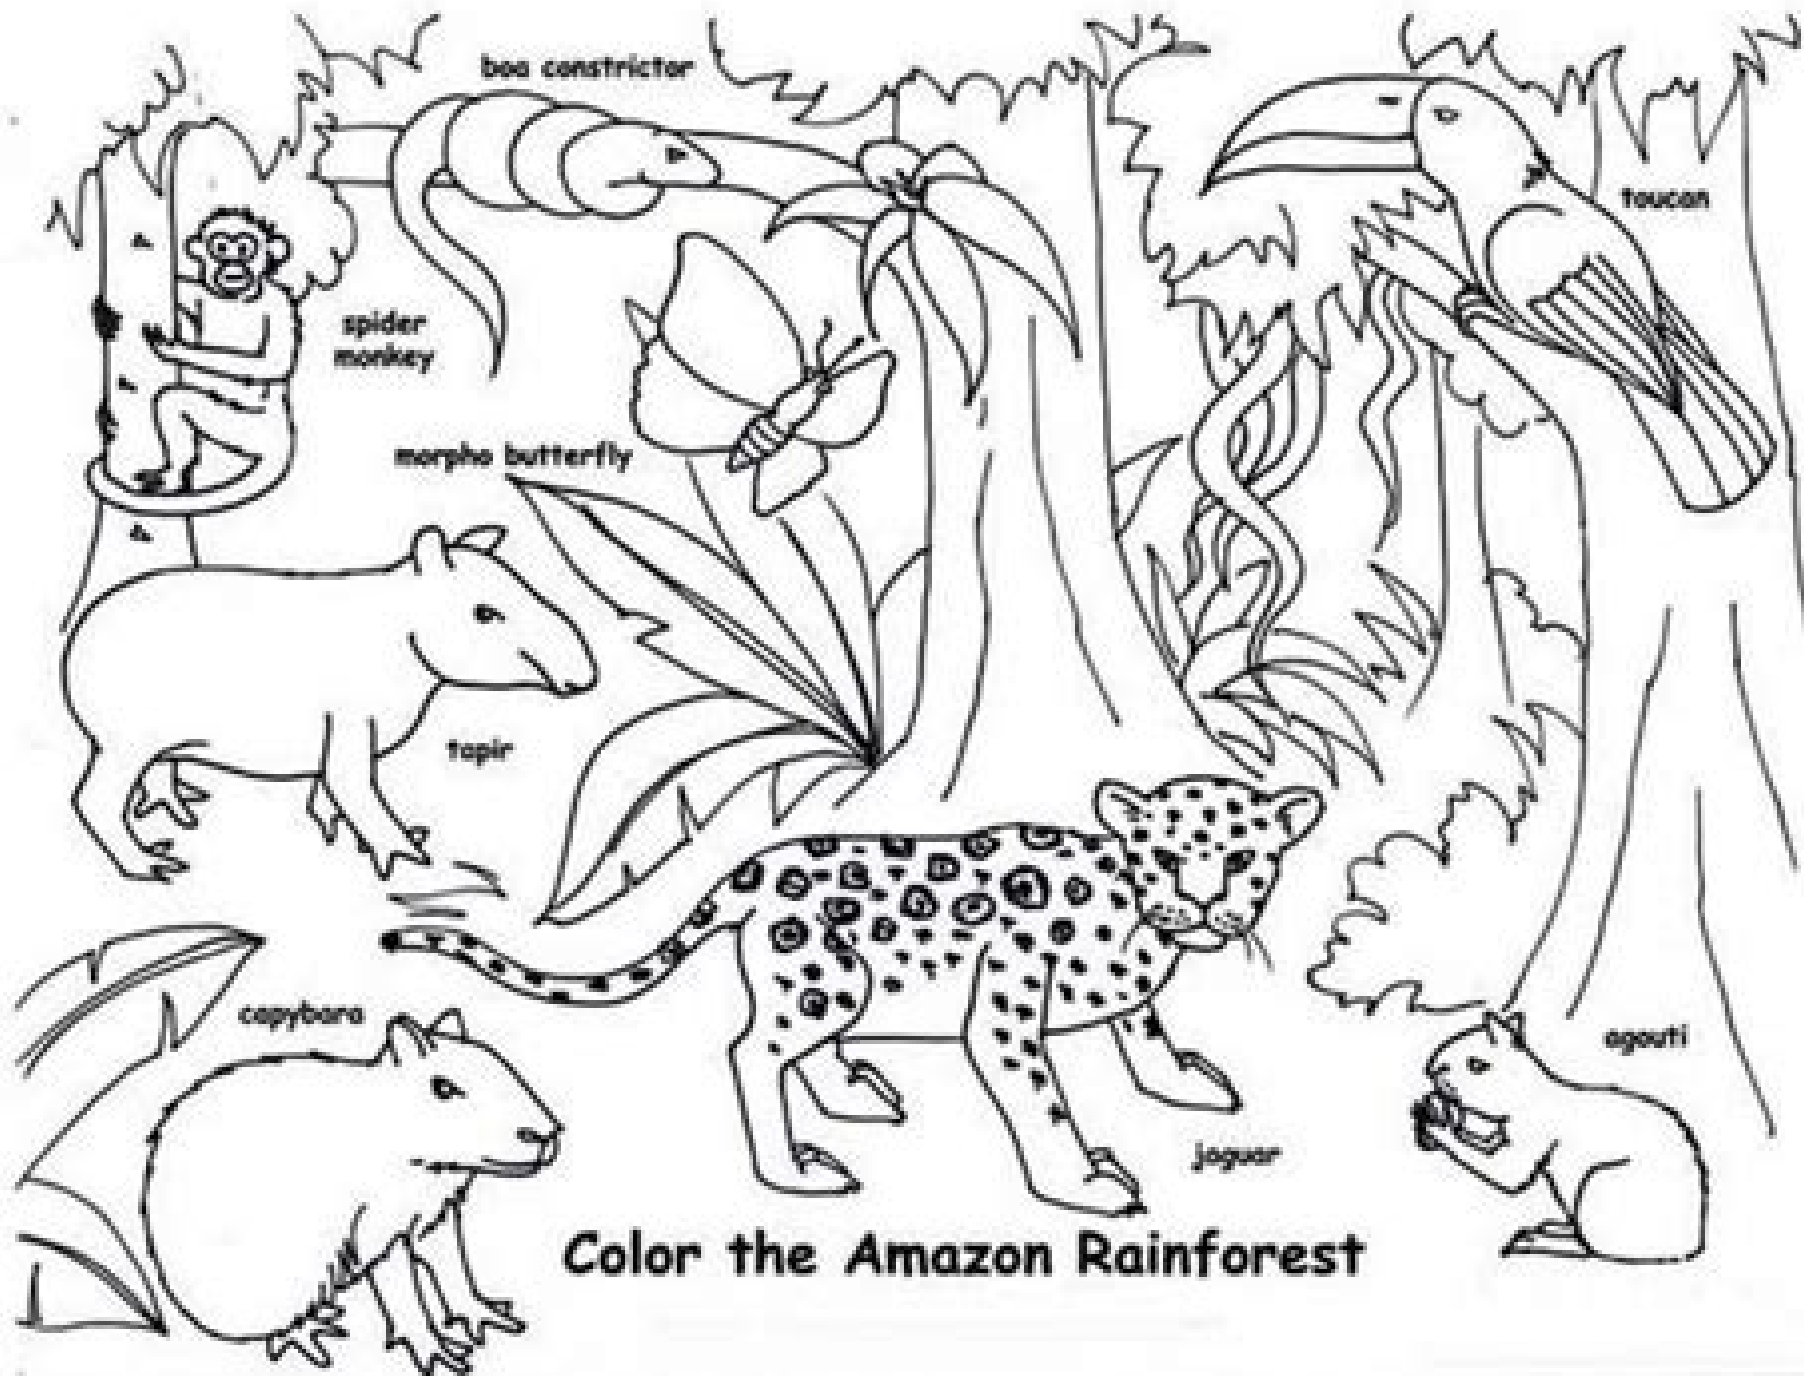 boa constrictor
toucan
spider
monkey
morpho butterfly
tapir
capybara
agouti
jaguar
Color the Amazon Rainforest